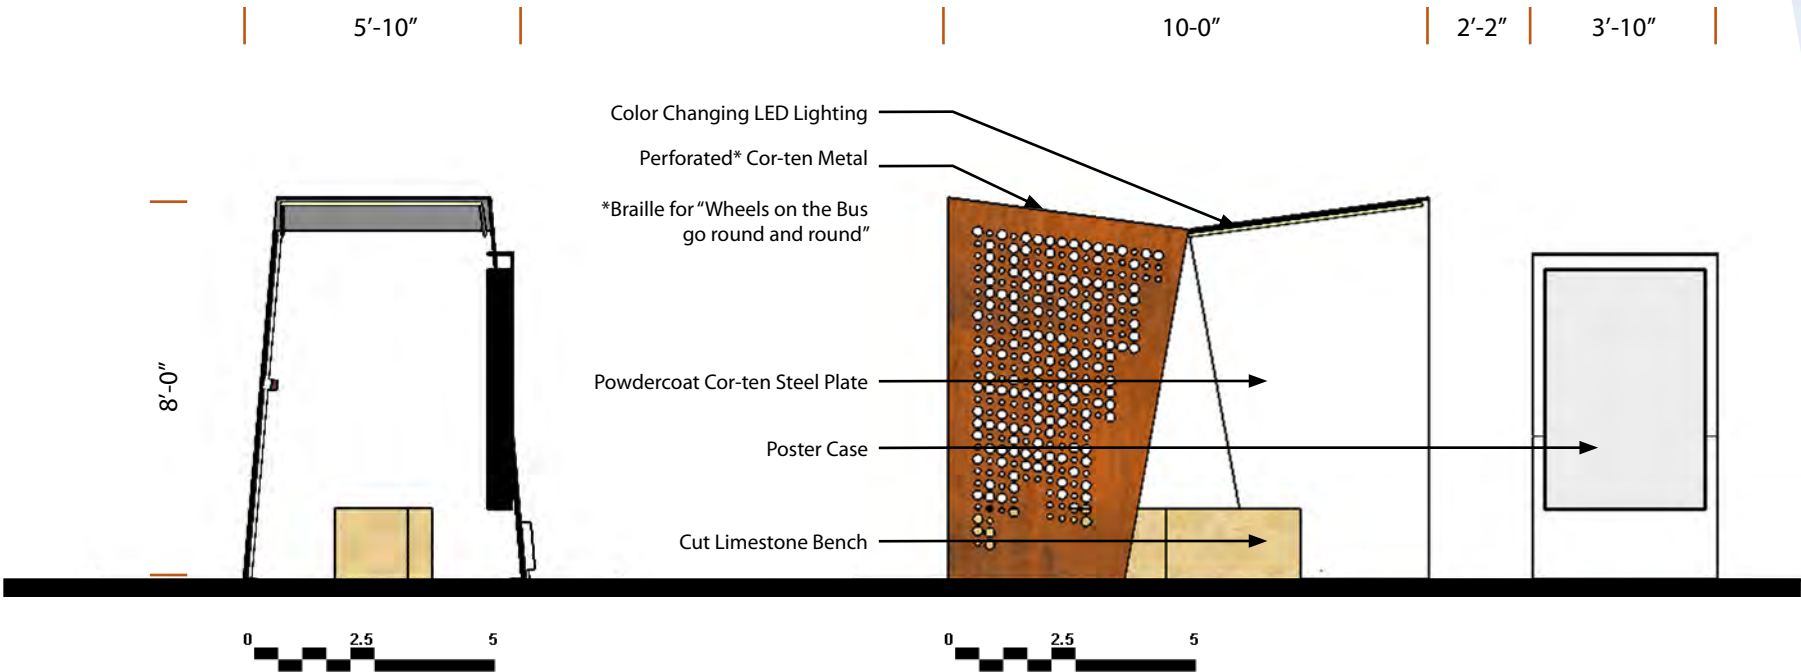 5’-10”
10-0”
2’-2”
3’-10”
Color Changing LED Lighting
Perforated* Cor-ten Metal
*Braille for “Wheels on the Bus
go round and round”
8’-0”
Powdercoat Cor-ten Steel Plate
Poster Case
Cut Limestone Bench
0 2.5 5
0 2.5 5